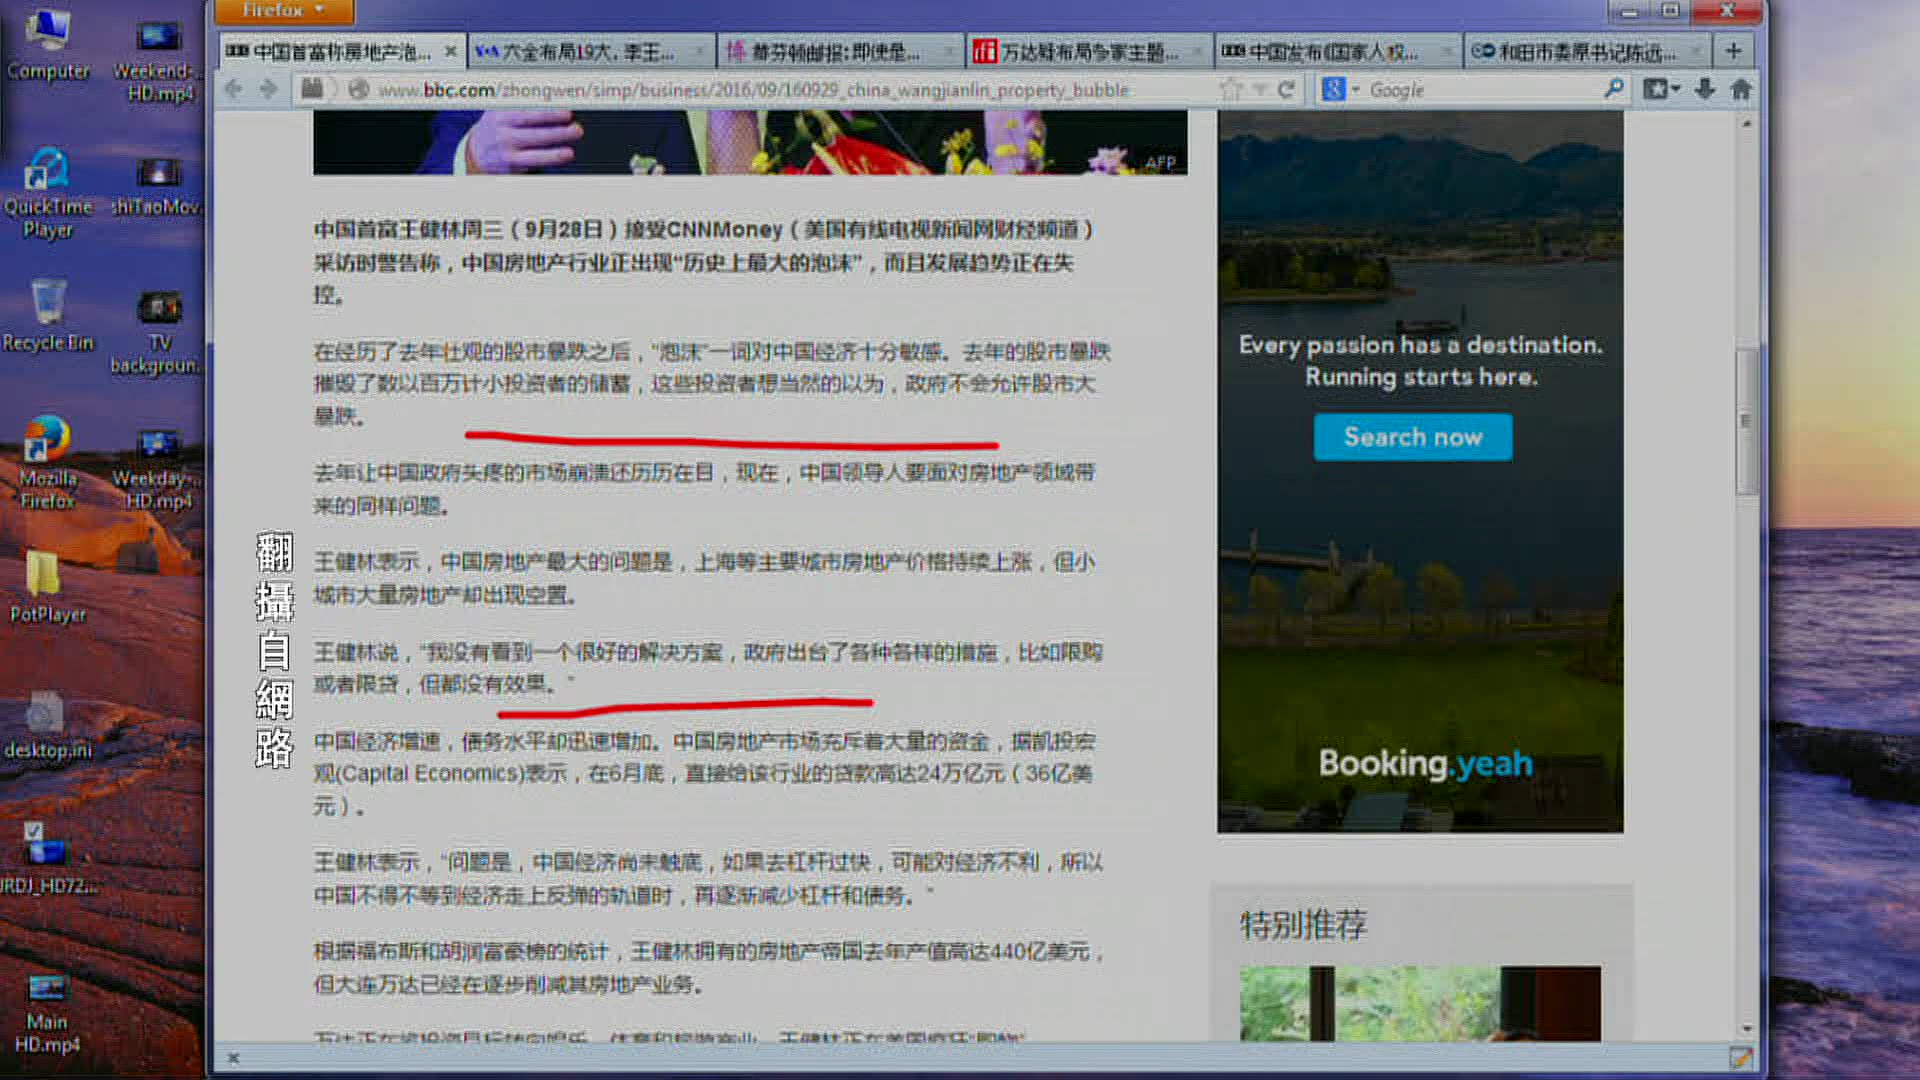 Firefox
Computer
Weekend-...
HD.mp4
QuickTime
Player
shiTaoMov...
Recycle Bin
TV
backgroun...
Mozilla
Firefox
Weekday-...
HD.mp4
PotPlayer
desktop.ini
JRDJ_HD72...
Main
HD.mp4
中国首富称房地产泡...
六全布局19大，李王...
赫芬顿邮报:即使是...
中国发布《国家人权...
和田市委原书记陈远...
www.bbc.com/zhongwen/simp/business/2016/09/160929_china_wangjianlin_property_bubble
Google
AFP
中国首富王健林周三（9月28日）接受CNNMoney（美国有线电视新闻网财经频道）
采访时警告称，中国房地产行业正出现“历史上最大的泡沫”，而且发展趋势正在失
控。
在经历了去年壮观的股市暴跌之后，“泡沫”一词对中国经济十分敏感。去年的股市暴跌
摧毁了数以百万计小投资者的储蓄，这些投资者想当然的以为，政府不会允许股市大
暴跌。
去年让中国政府头疼的市场崩溃还历历在目，现在，中国领导人要面对房地产领域带
来的同样问题。
王健林表示，中国房地产最大的问题是，上海等主要城市房地产价格持续上涨，但小
城市大量房地产却出现空置。
王健林说，“我没有看到一个很好的解决方案，政府出台了各种各样的措施，比如限购
或者限贷，但都没有效果。”
中国经济增速，债务水平却迅速增加。中国房地产市场充斥着大量的资金，据凯投宏
观(Capital Economics)表示，在6月底，直接给该行业的贷款高达24万亿元（36亿美
元）。
王健林表示，“问题是，中国经济尚未触底，如果去杠杆过快，可能对经济不利，所以
中国不得不等到经济走上反弹的轨道时，再逐渐减少杠杆和债务。”
根据福布斯和胡润富豪榜的统计，王健林拥有的房地产帝国去年产值高达440亿美元，
但大连万达已经在逐步削减其房地产业务。
翻攝自網路
Every passion has a destination.
Running starts here.
Search now
Booking.yeah
特别推荐